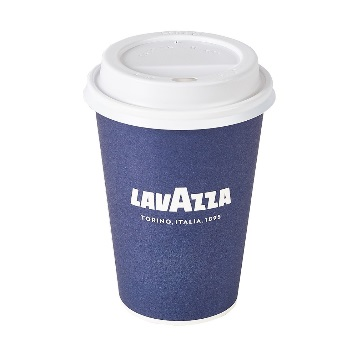 LAVAZZA
TORINO, ITALIA, 1895